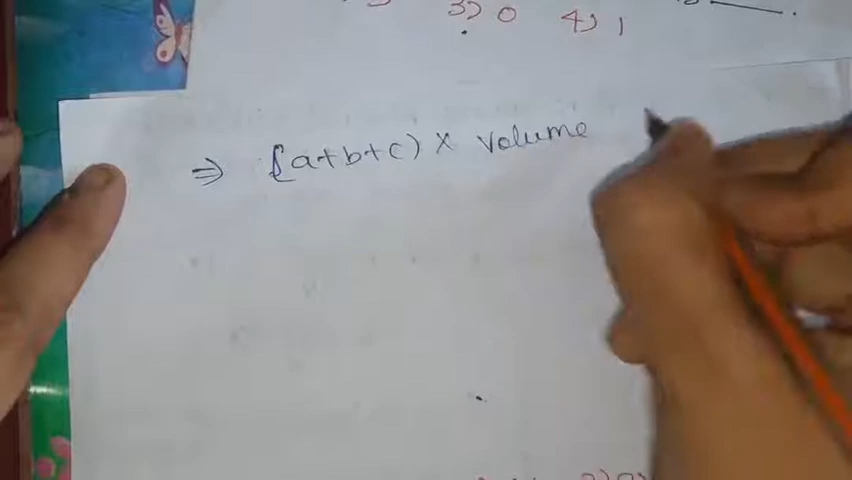 3) 0 4) 1
⇒ [a+b+c) × volume